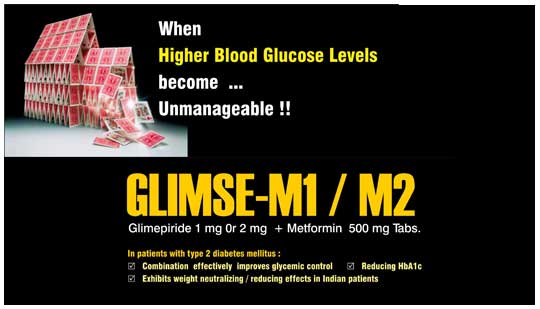 When
Higher Blood Glucose Levels
become ...
Unmanageable !!
GLIMSE-M1 / M2
Glimepiride 1 mg 0r 2 mg + Metformin 500 mg Tabs.
In patients with type 2 diabetes mellitus :
☑ Combination effectively improves glycemic control ☑ Reducing HbA1c
☑ Exhibits weight neutralizing / reducing effects in Indian patients